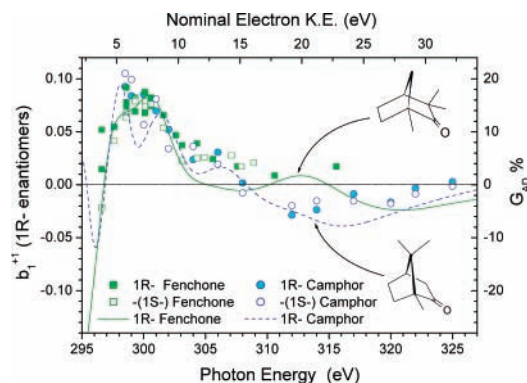 Nominal Electron K.E. (eV)
5 10 15 20 25 30
0.10
0.05
0.00
-0.05
-0.10
b₁⁺¹ (1R- enantiomers)
20
10
0
-10
-20
G_AD %
O
O
1R- Fenchone 1R- Camphor
-(1S-) Fenchone -(1S-) Camphor
1R- Fenchone 1R- Camphor
295 300 305 310 315 320 325
Photon Energy (eV)